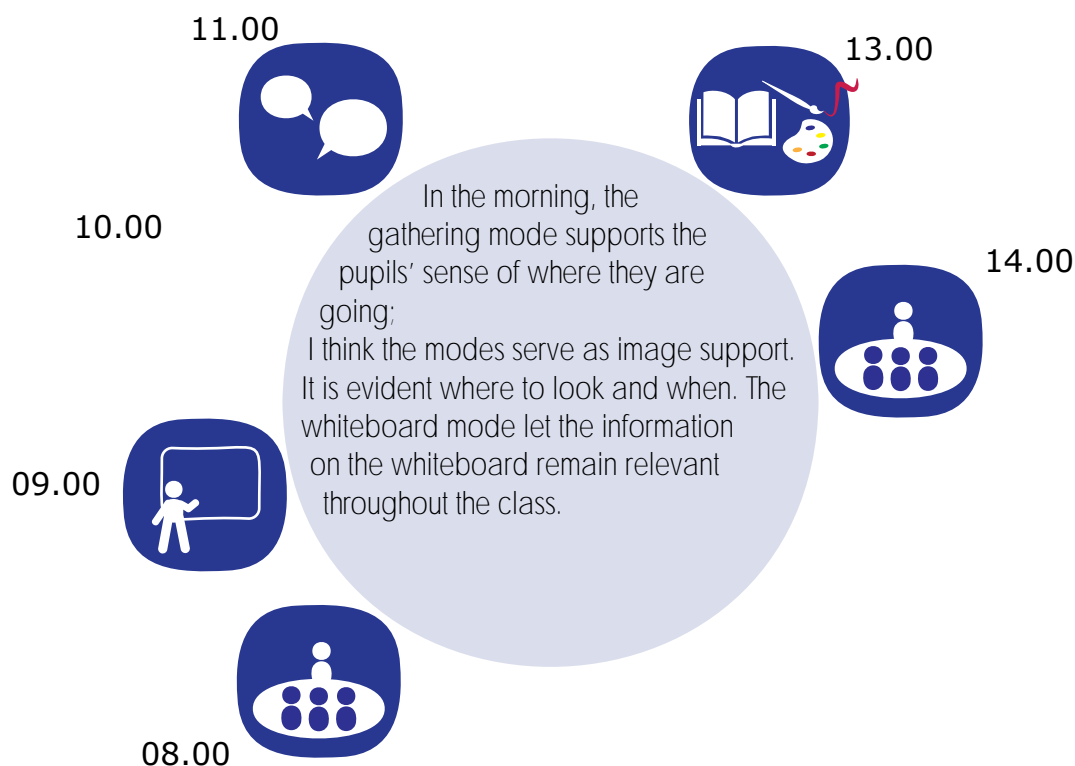 11.00
13.00
10.00
14.00
09.00
08.00
In the morning, the
gathering mode supports the
pupils’ sense of where they are
going;
I think the modes serve as image support.
It is evident where to look and when. The
whiteboard mode let the information
on the whiteboard remain relevant
throughout the class.